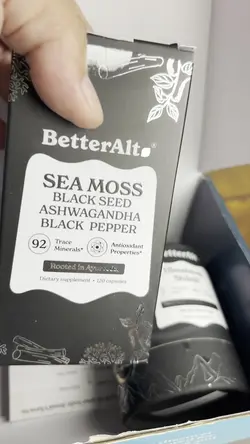 BetterAlt
SEA MOSS
BLACK SEED
ASHWAGANDHA
BLACK PEPPER
92 Trace Minerals* Antioxidant Properties*
Rooted in Ayurveda
Dietary supplement • 120 capsules
BetterAlt